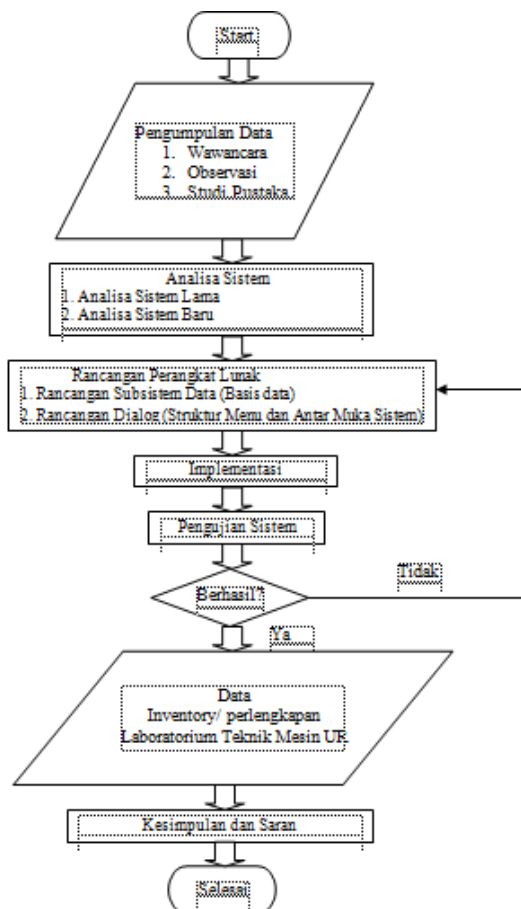 Start
Pengumpulan Data
1. Wawancara
2. Observasi
3. Studi Pustaka
Analisa Sistem
1. Analisa Sistem Lama
2. Analisa Sistem Baru
Rancangan Perangkat Lunak
1. Rancangan Subsistem Data (Basis data)
2. Rancangan Dialog (Struktur Menu dan Antar Muka Sistem)
Implementasi
Pengujian Sistem
Berhasil?
Tidak
Ya
Data
Inventory/ perlengkapan
Laboratorium Teknik Mesin UR
Kesimpulan dan Saran
Selesai